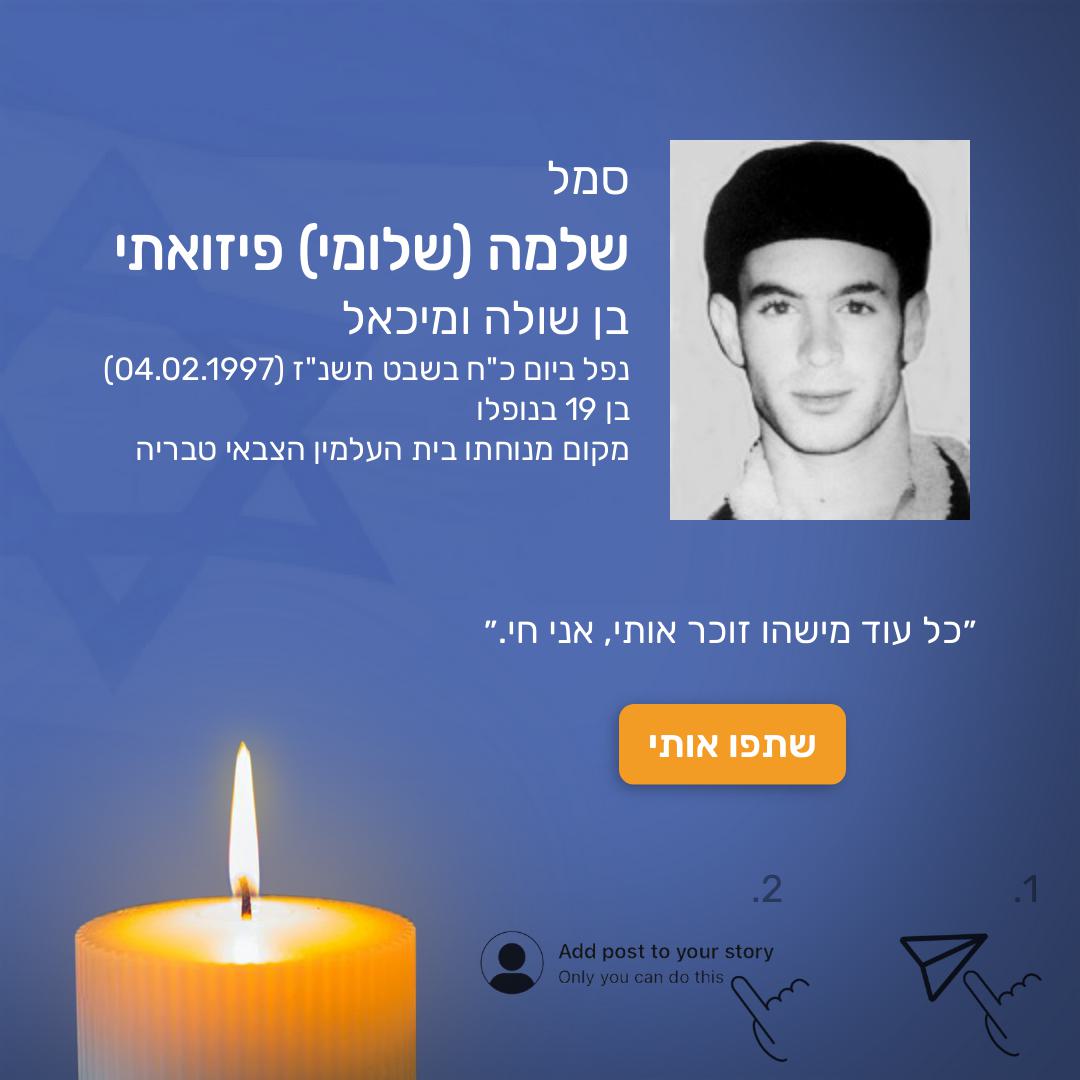 סמל
שלמה (שלומי) פיזואתי
בן שולה ומיכאל
נפל ביום כ"ח בשבט תשנ"ז (04.02.1997)
בן 19 בנופלו
מקום מנוחתו בית העלמין הצבאי טבריה
״כל עוד מישהו זוכר אותי, אני חי.״
שתפו אותי
1.
2.
Add post to your story
Only you can do this